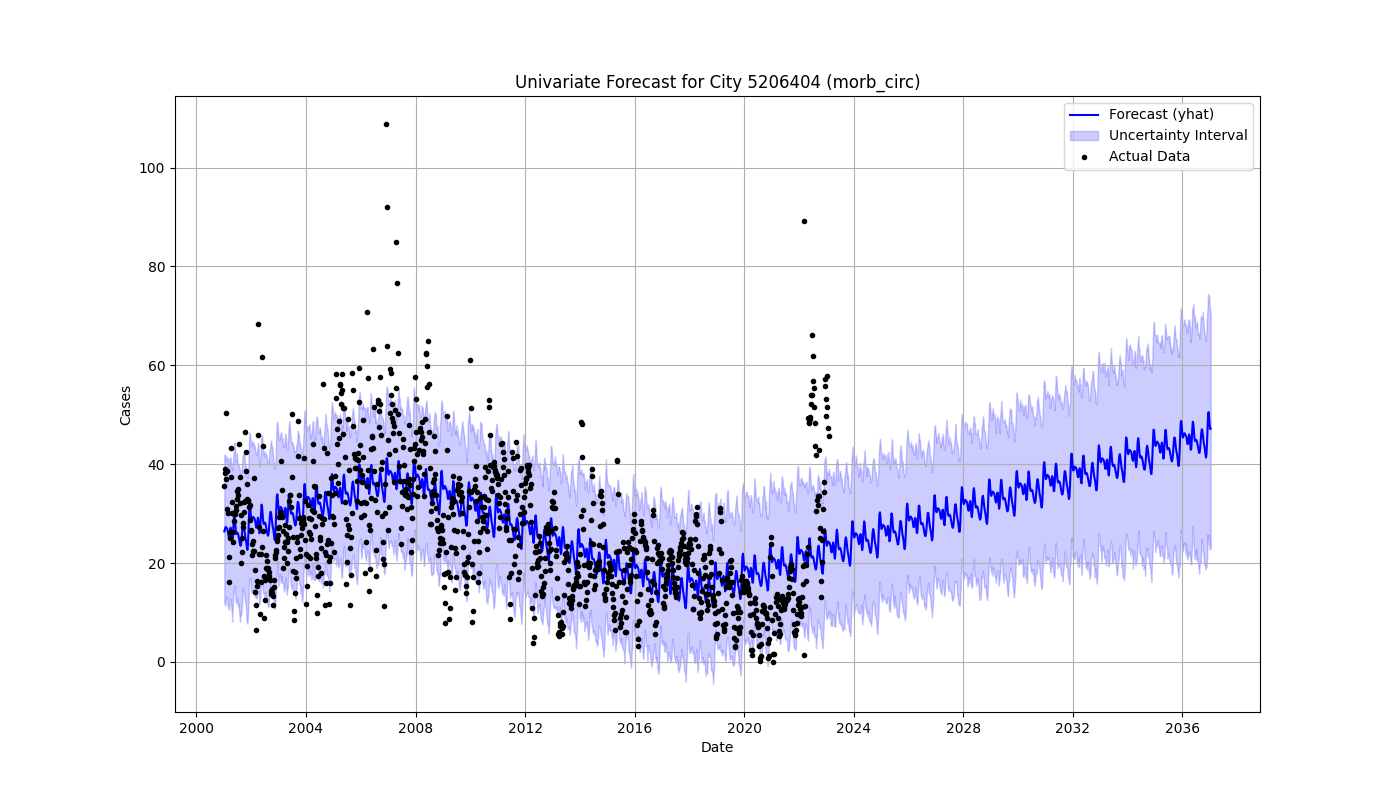 Univariate Forecast for City 5206404 (morb_circ)
Forecast (yhat)
Uncertainty Interval
Actual Data
100
80
60
40
20
0
Cases
2000 2004 2008 2012 2016 2020 2024 2028 2032 2036
Date